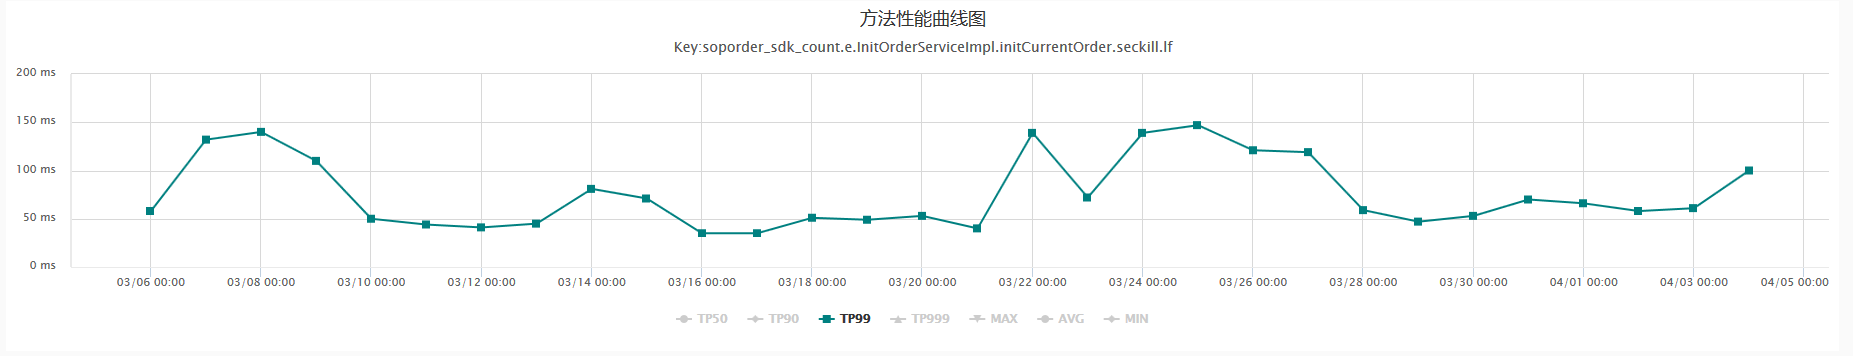 方法性能曲线图
Key:soporder_sdk_count.e.InitOrderServiceImpl.initCurrentOrder.seckill.lf
200 ms
150 ms
100 ms
50 ms
0 ms
03/06 00:00 03/08 00:00 03/10 00:00 03/12 00:00 03/14 00:00 03/16 00:00 03/18 00:00 03/20 00:00 03/22 00:00 03/24 00:00 03/26 00:00 03/28 00:00 03/30 00:00 04/01 00:00 04/03 00:00 04/05 00:00
TP50 TP90 TP99 TP999 MAX AVG MIN